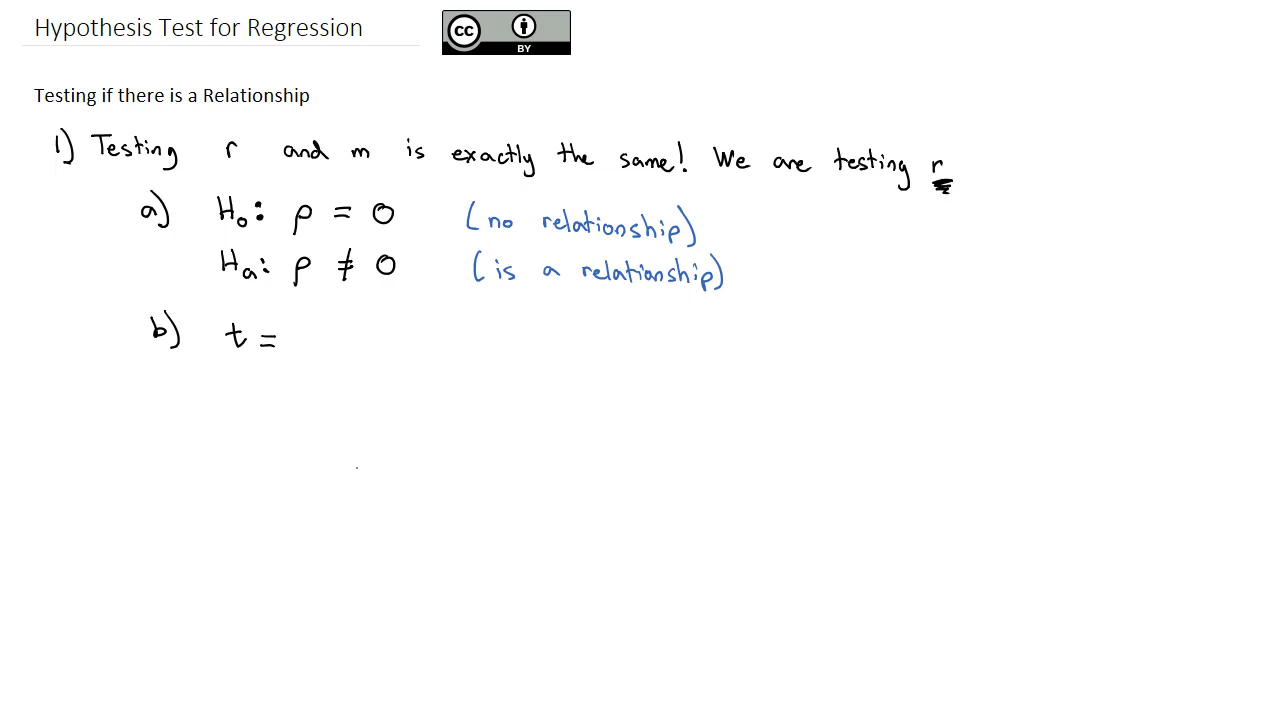 Hypothesis Test for Regression
cc BY
Testing if there is a Relationship
1) Testing r and m is exactly the same! We are testing r
a) H₀: ρ = 0 (no relationship)
Hₐ: ρ ≠ 0 (is a relationship)
b) t =